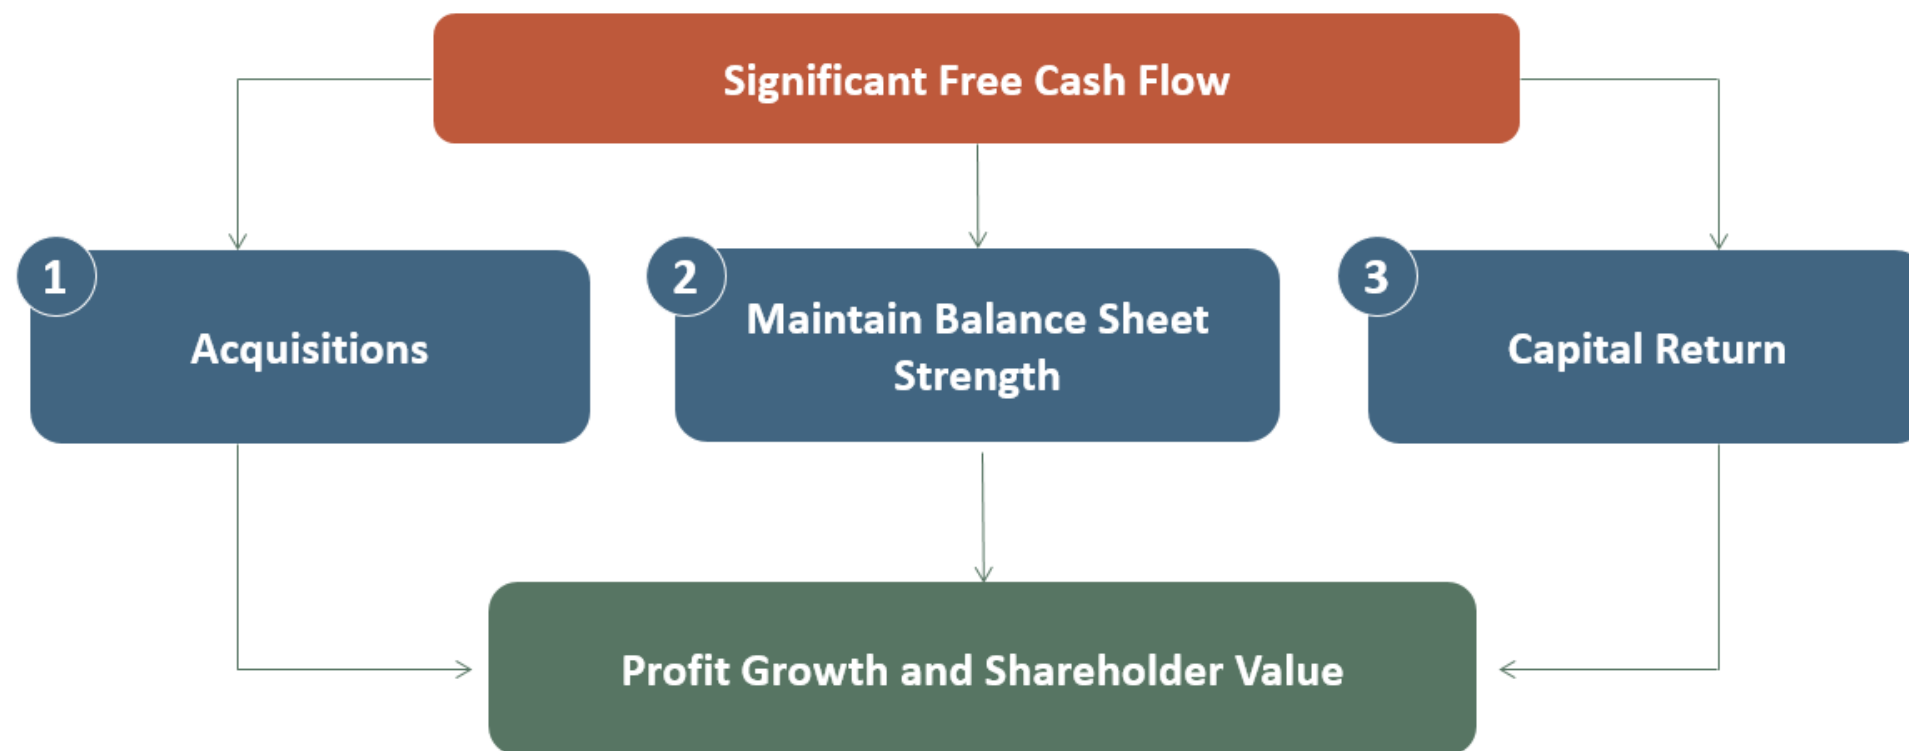 Significant Free Cash Flow
1
Acquisitions
2
Maintain Balance Sheet
Strength
3
Capital Return
Profit Growth and Shareholder Value